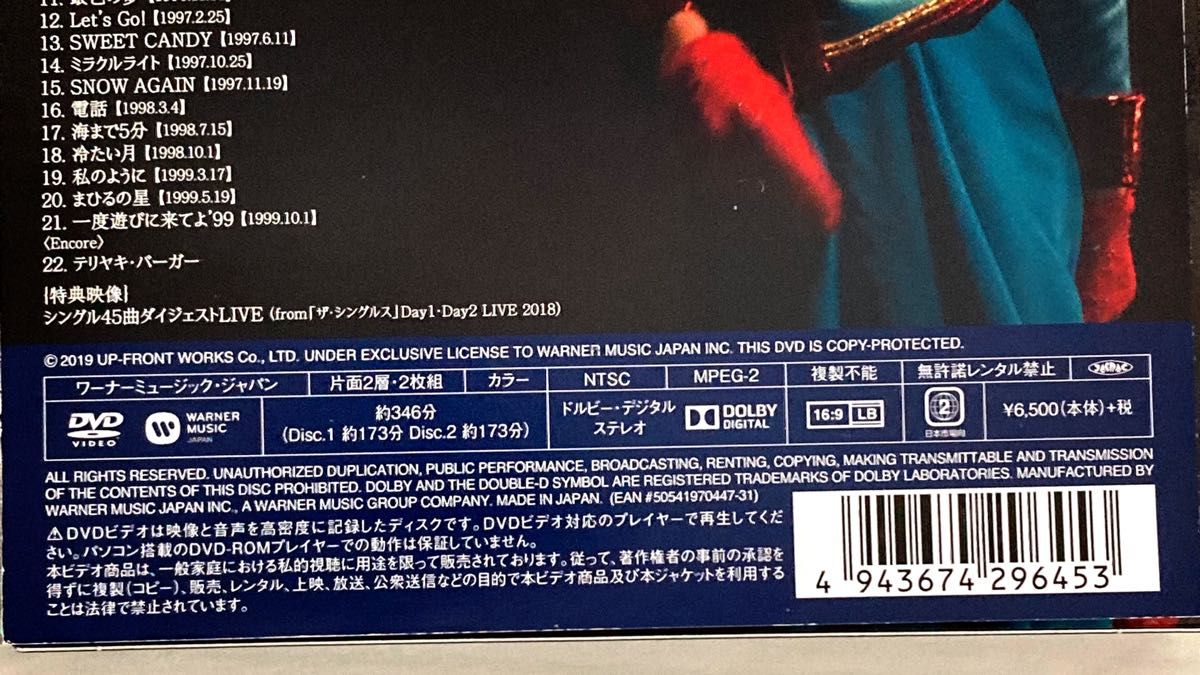 12. Let's Go!【1997.2.25】
13. SWEET CANDY【1997.6.11】
14. ミラクルライト【1997.10.25】
15. SNOW AGAIN【1997.11.19】
16. 電話【1998.3.4】
17. 海まで5分【1998.7.15】
18. 冷たい月【1998.10.1】
19. 私のように【1999.3.17】
20. まひるの星【1999.5.19】
21. 一度遊びに来てよ'99【1999.10.1】
〈Encore〉
22. テリヤキ・バーガー
[特典映像]
シングル45曲ダイジェストLIVE (from「ザ・シングルス」Day1・Day2 LIVE 2018)
©2019 UP-FRONT WORKS Co., LTD. UNDER EXCLUSIVE LICENSE TO WARNER MUSIC JAPAN INC. THIS DVD IS COPY-PROTECTED.
ワーナーミュージック・ジャパン 片面2層・2枚組 カラー NTSC MPEG-2 複製不能 無許諾レンタル禁止
DVD VIDEO WARNER MUSIC JAPAN
約346分
(Disc.1 約173分 Disc.2 約173分)
ドルビー・デジタル
ステレオ
DOLBY DIGITAL
16:9 LB
2
日本市場向
¥6,500(本体)+税
ALL RIGHTS RESERVED. UNAUTHORIZED DUPLICATION, PUBLIC PERFORMANCE, BROADCASTING, RENTING, COPYING, MAKING TRANSMITTABLE AND TRANSMISSION
OF THE CONTENTS OF THIS DISC PROHIBITED. DOLBY AND THE DOUBLE-D SYMBOL ARE REGISTERED TRADEMARKS OF DOLBY LABORATORIES. MANUFACTURED BY
WARNER MUSIC JAPAN INC., A WARNER MUSIC GROUP COMPANY. MADE IN JAPAN. (EAN #50541970447-31)
⚠DVDビデオは映像と音声を高密度に記録したディスクです。DVDビデオ対応のプレイヤーで再生してくだ
さい。パソコン搭載のDVD-ROMプレイヤーでの動作は保証していません。
本ビデオ商品は、一般家庭における私的視聴に用途を限って販売されております。従って、著作権者の事前の承認を
得ずに複製(コピー)、販売、レンタル、上映、放送、公衆送信などの目的で本ビデオ商品及び本ジャケットを利用する
ことは法律で禁止されています。
4 943674 296453